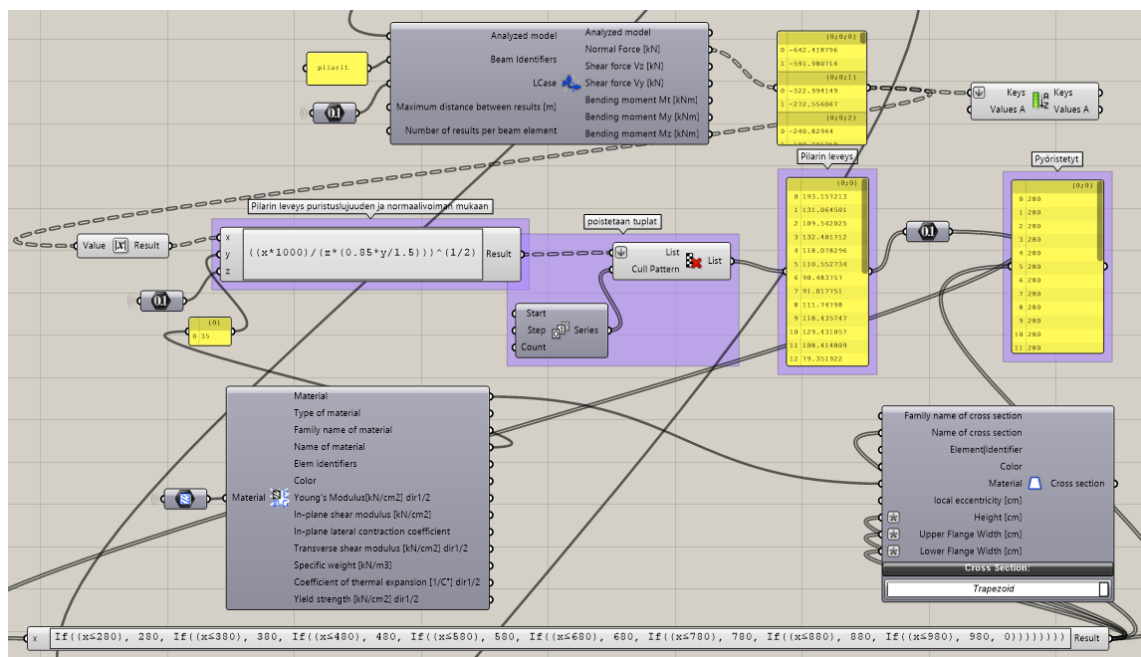 Analyzed model
Beam Identifiers
LCase
Maximum distance between results [m]
Number of results per beam element
Analyzed model
Normal Force [kN]
Shear force Vz [kN]
Shear force Vy [kN]
Bending moment Mt [kNm]
Bending moment My [kNm]
Bending moment Mz [kNm]
pilarit
0.1
{0;0;0}
0 -642.418796
1 -591.980714
{0;0;1}
0 -322.994149
1 -272.556067
{0;0;2}
0 -240.82944
Keys
Values A
Keys
Values A
Pilarin leveys puristuslujuuden ja normaalivoiman mukaan
Value
Result
x
y
z
((x*1000)/(z*(0.85*y/1.5)))^(1/2)
Result
0.1
{0}
0 35
poistetaan tuplat
List
Cull Pattern
List
Start
Step
Count
Series
Pilarin leveys
{0;0}
0 193.157213
1 131.064501
2 109.542025
3 132.401712
4 118.078296
5 110.552734
6 90.483757
7 91.017751
8 111.74798
9 118.435747
10 129.431057
11 108.414809
12 79.351922
0.1
Pyöristetyt
{0;0}
0 280
1 280
2 280
3 280
4 280
5 280
6 280
7 280
8 280
9 280
10 280
11 280
Material
Material
Type of material
Family name of material
Name of material
Elem identifiers
Color
Young's Modulus[kN/cm2] dir1/2
In-plane shear modulus [kN/cm2]
In-plane lateral contraction coefficient
Transverse shear modulus [kN/cm2] dir1/2
Specific weight [kN/m3]
Coefficient of thermal expansion [1/C°] dir1/2
Yield strength [kN/cm2] dir1/2
Family name of cross section
Name of cross section
Element|Identifier
Color
Material
local eccentricity [cm]
Height [cm]
Upper Flange Width [cm]
Lower Flange Width [cm]
Cross section
Cross Section:
Trapezoid
x
If((x≤280), 280, If((x≤380), 380, If((x≤480), 480, If((x≤580), 580, If((x≤680), 680, If((x≤780), 780, If((x≤880), 880, If((x≤980), 980, 0))))))))
Result